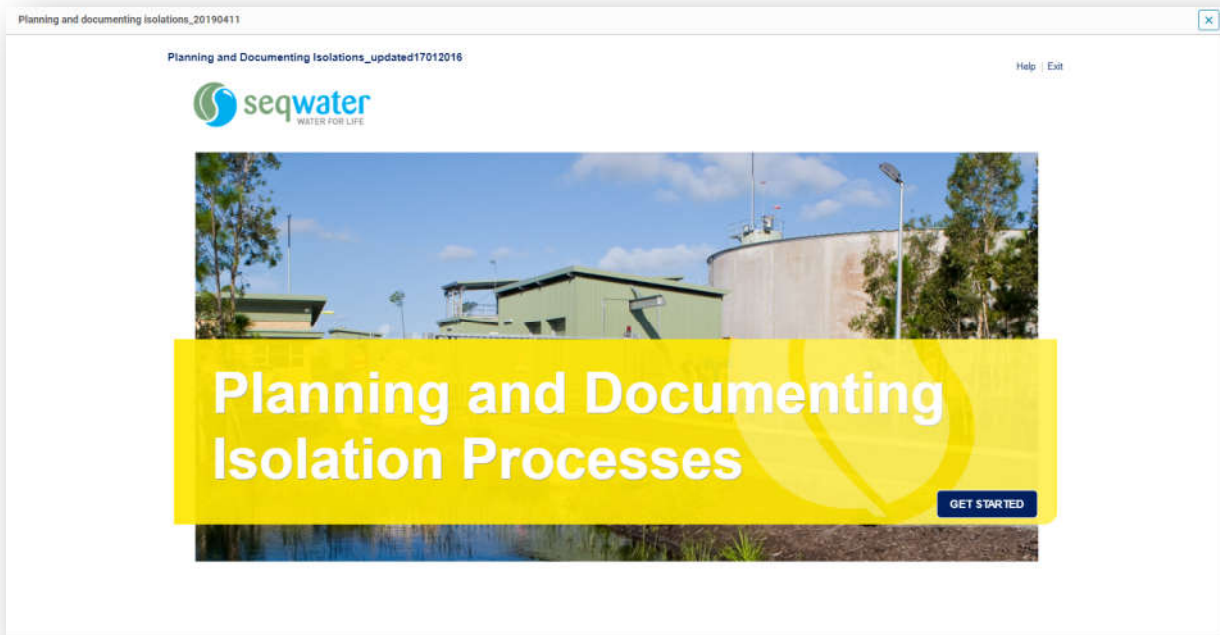 Planning and documenting isolations_20190411
Planning and Documenting Isolations_updated17012016
Help | Exit
seqwater
WATER FOR LIFE
Planning and Documenting
Isolation Processes
GET STARTED